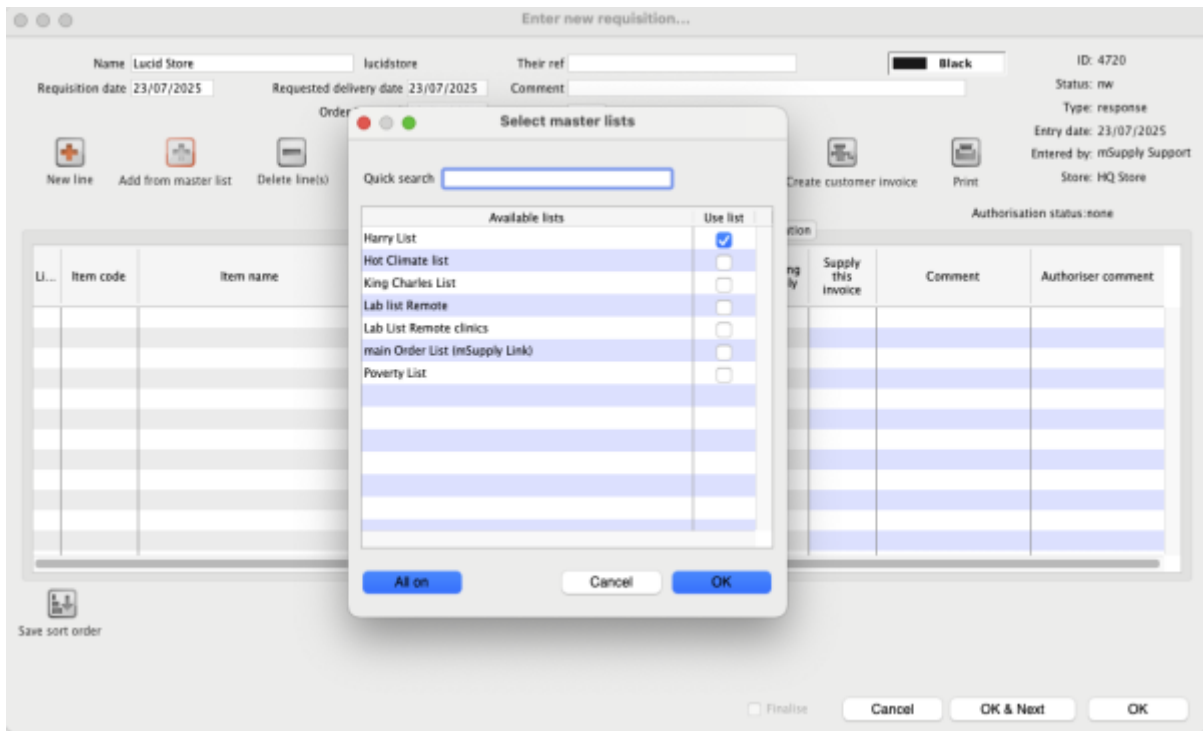 Enter new requisition...
Name Lucid Store lucidstore Their ref Black ID: 4720
Requisition date 23/07/2025 Requested delivery date 23/07/2025 Comment Status: nw
Order Type: response
Select master lists
Entry date: 23/07/2025
Entered by: mSupply Support
Store: HQ Store
New line Add from master list Delete line(s) Create customer invoice Print
Quick search
Authorisation status:none
Available lists Use list
Li... Item code Item name Supply this invoice Comment Authoriser comment
Harry List
Hot Climate list
King Charles List
Lab list Remote
Lab List Remote clinics
main Order List (mSupply Link)
Poverty List
All on Cancel OK
Save sort order
Finalise Cancel OK & Next OK